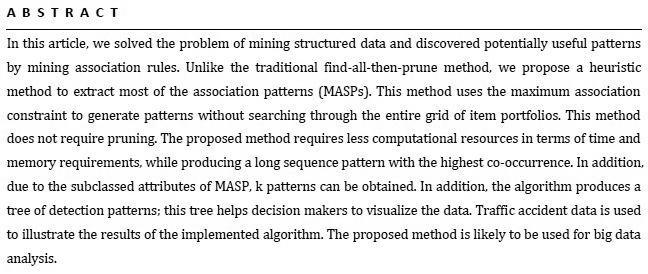 A B S T R A C T
In this article, we solved the problem of mining structured data and discovered potentially useful patterns
by mining association rules. Unlike the traditional find-all-then-prune method, we propose a heuristic
method to extract most of the association patterns (MASPs). This method uses the maximum association
constraint to generate patterns without searching through the entire grid of item portfolios. This method
does not require pruning. The proposed method requires less computational resources in terms of time and
memory requirements, while producing a long sequence pattern with the highest co-occurrence. In addition,
due to the subclassed attributes of MASP, k patterns can be obtained. In addition, the algorithm produces a
tree of detection patterns; this tree helps decision makers to visualize the data. Traffic accident data is used
to illustrate the results of the implemented algorithm. The proposed method is likely to be used for big data
analysis.